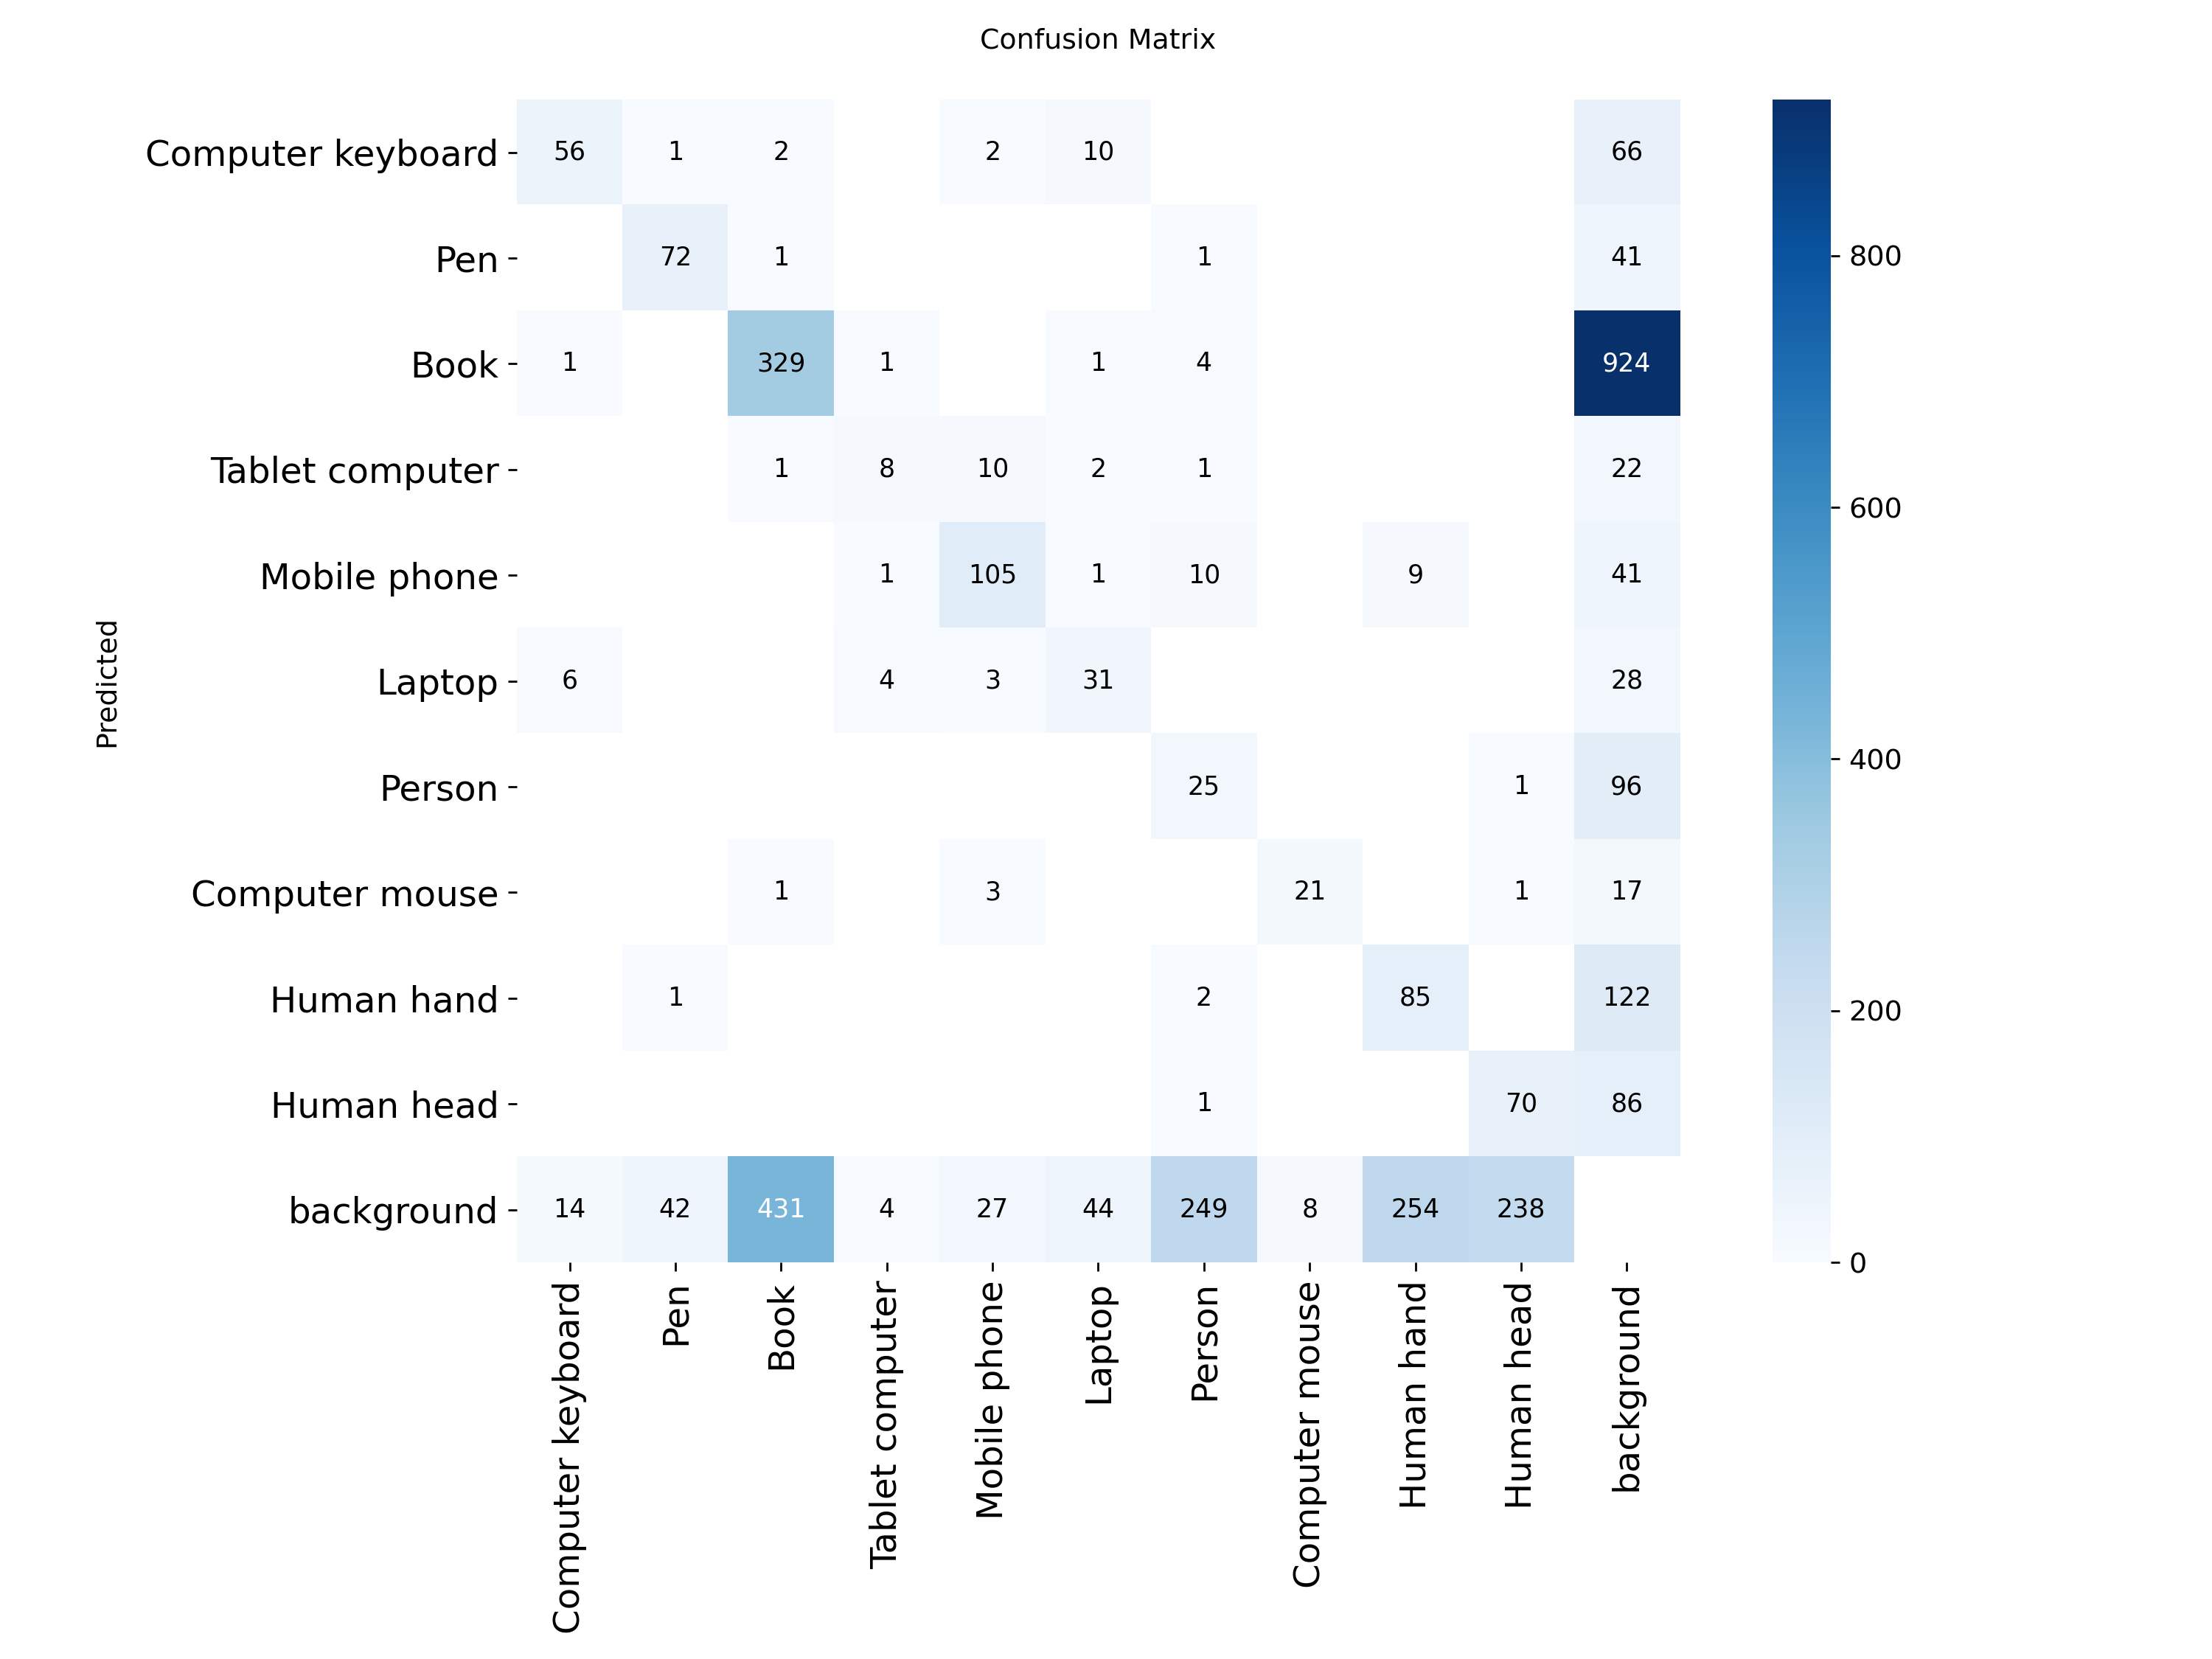 Confusion Matrix
Computer keyboard 56 1 2 2 10 66
Pen 72 1 1 41
Book 1 329 1 1 4 924
Tablet computer 1 8 10 2 1 22
Mobile phone 1 105 1 10 9 41
Laptop 6 4 3 31 28
Person 25 1 96
Computer mouse 1 3 21 1 17
Human hand 1 2 85 122
Human head 1 70 86
background 14 42 431 4 27 44 249 8 254 238
Predicted
Computer keyboard
Pen
Book
Tablet computer
Mobile phone
Laptop
Person
Computer mouse
Human hand
Human head
background
800
600
400
200
0